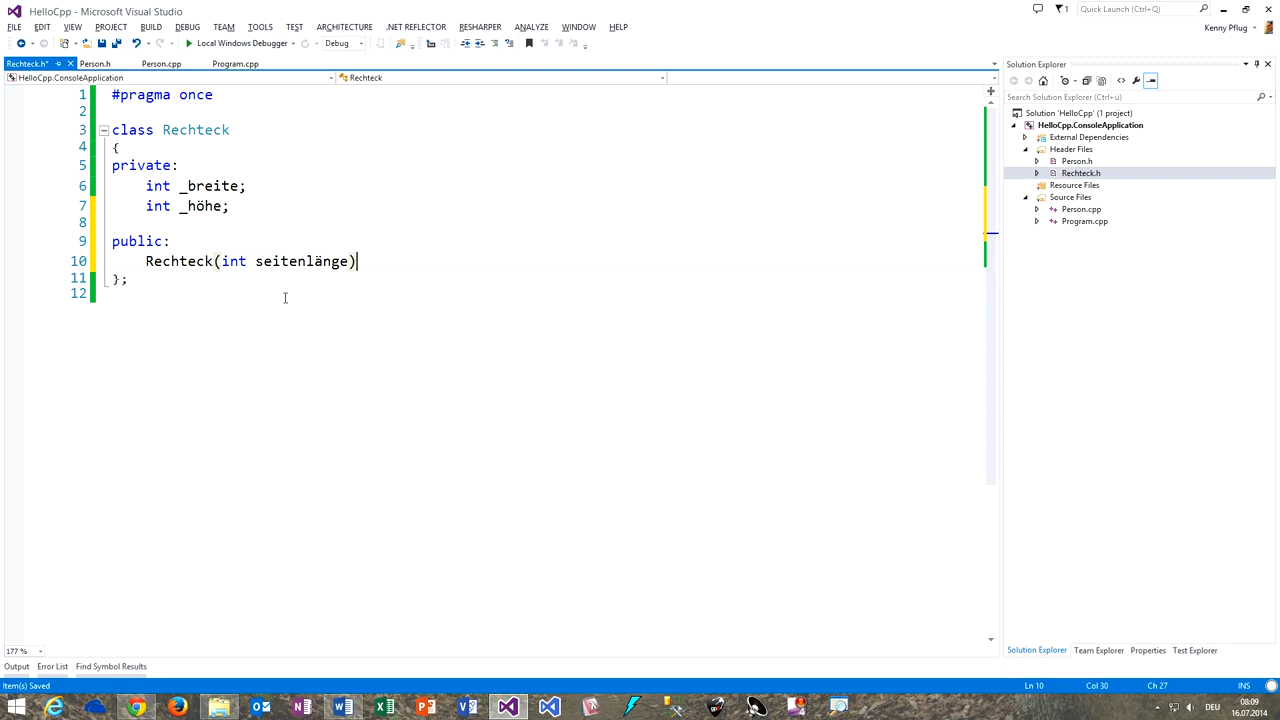 HelloCpp - Microsoft Visual Studio
Quick Launch (Ctrl+Q)
FILE EDIT VIEW PROJECT BUILD DEBUG TEAM TOOLS TEST ARCHITECTURE .NET REFLECTOR RESHARPER ANALYZE WINDOW HELP
Kenny Pflug
Local Windows Debugger Debug
Rechteck.h* Person.h Person.cpp Program.cpp
HelloCpp.ConsoleApplication Rechteck
1 #pragma once
2
3 class Rechteck
4 {
5 private:
6 int _breite;
7 int _höhe;
8
9 public:
10 Rechteck(int seitenlänge)
11 };
12
177 %
Solution Explorer
Search Solution Explorer (Ctrl+ü)
Solution 'HelloCpp' (1 project)
HelloCpp.ConsoleApplication
External Dependencies
Header Files
Person.h
Rechteck.h
Resource Files
Source Files
Person.cpp
Program.cpp
Solution Explorer Team Explorer Properties Test Explorer
Output Error List Find Symbol Results
Item(s) Saved Ln 10 Col 30 Ch 27 INS
DEU
08:09
16.07.2014